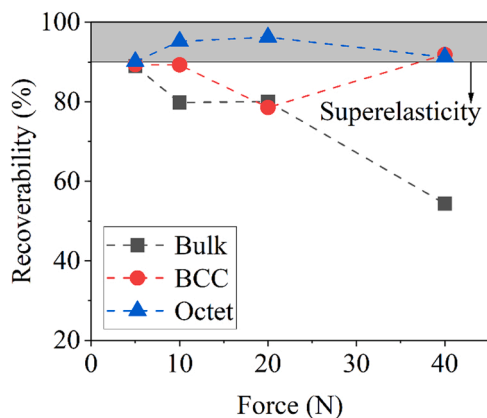 Recoverability (%)
100
80
60
40
20
Superelasticity
Bulk
BCC
Octet
0
10
20
30
40
Force (N)